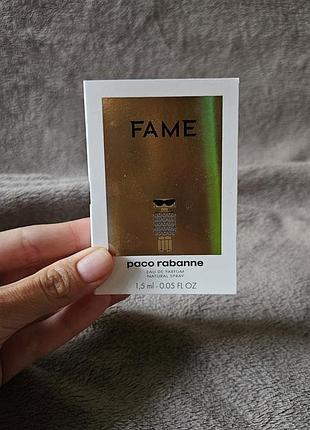 FAME
paco rabanne
EAU DE PARFUM
NATURAL SPRAY
1,5 ml - 0.05 FL OZ